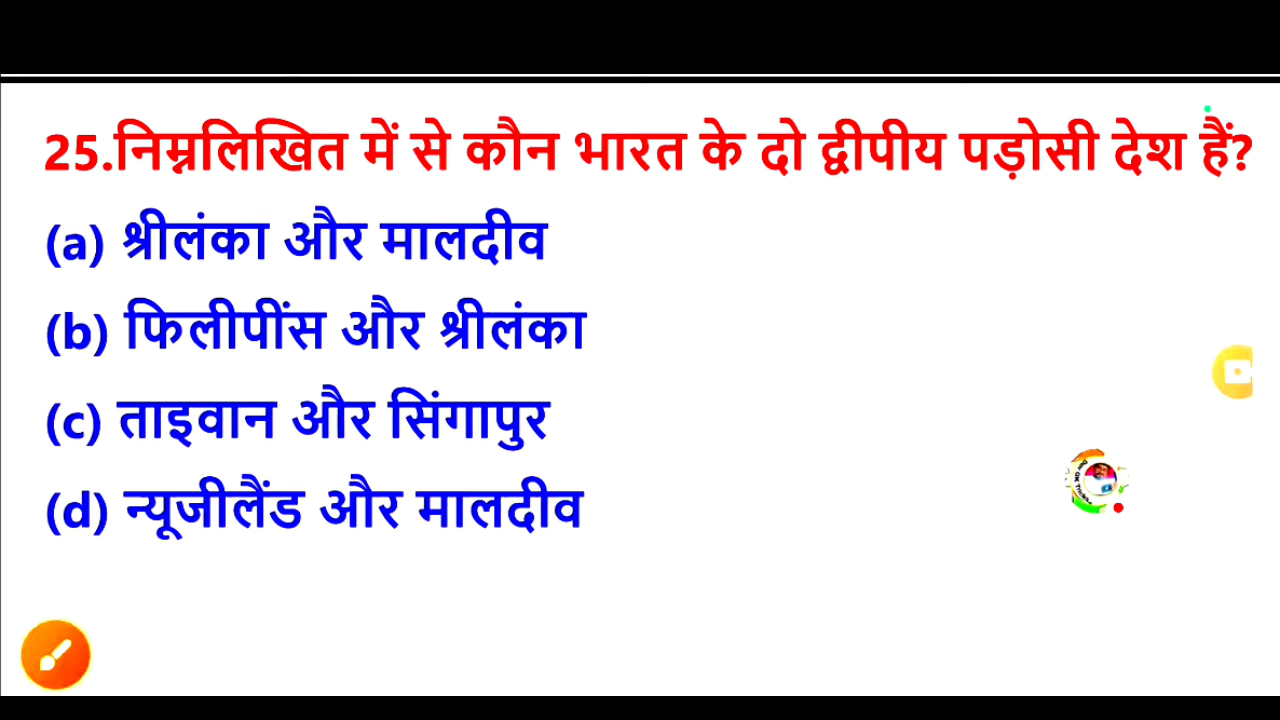 25.निम्नलिखित में से कौन भारत के दो द्वीपीय पड़ोसी देश हैं?
(a) श्रीलंका और मालदीव
(b) फिलीपींस और श्रीलंका
(c) ताइवान और सिंगापुर
(d) न्यूजीलैंड और मालदीव